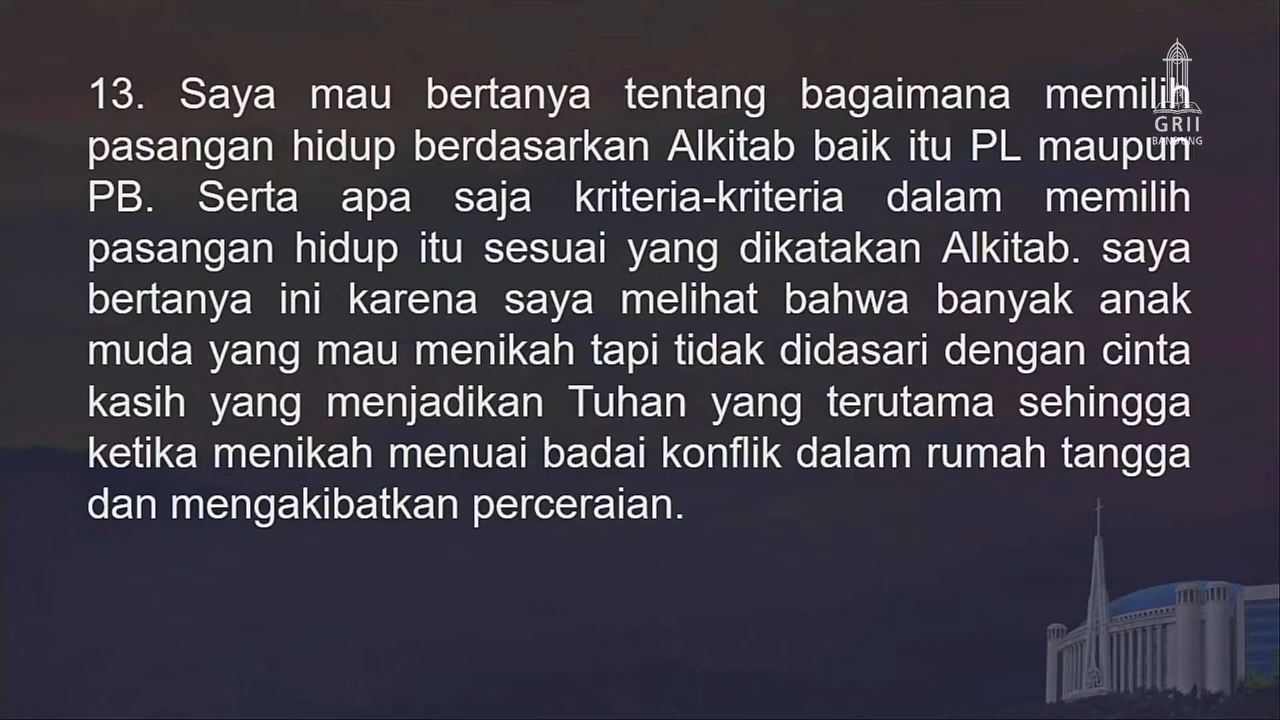 13. Saya mau bertanya tentang bagaimana memilih
pasangan hidup berdasarkan Alkitab baik itu PL maupun
PB. Serta apa saja kriteria-kriteria dalam memilih
pasangan hidup itu sesuai yang dikatakan Alkitab. saya
bertanya ini karena saya melihat bahwa banyak anak
muda yang mau menikah tapi tidak didasari dengan cinta
kasih yang menjadikan Tuhan yang terutama sehingga
ketika menikah menuai badai konflik dalam rumah tangga
dan mengakibatkan perceraian.
GRII
BANDUNG